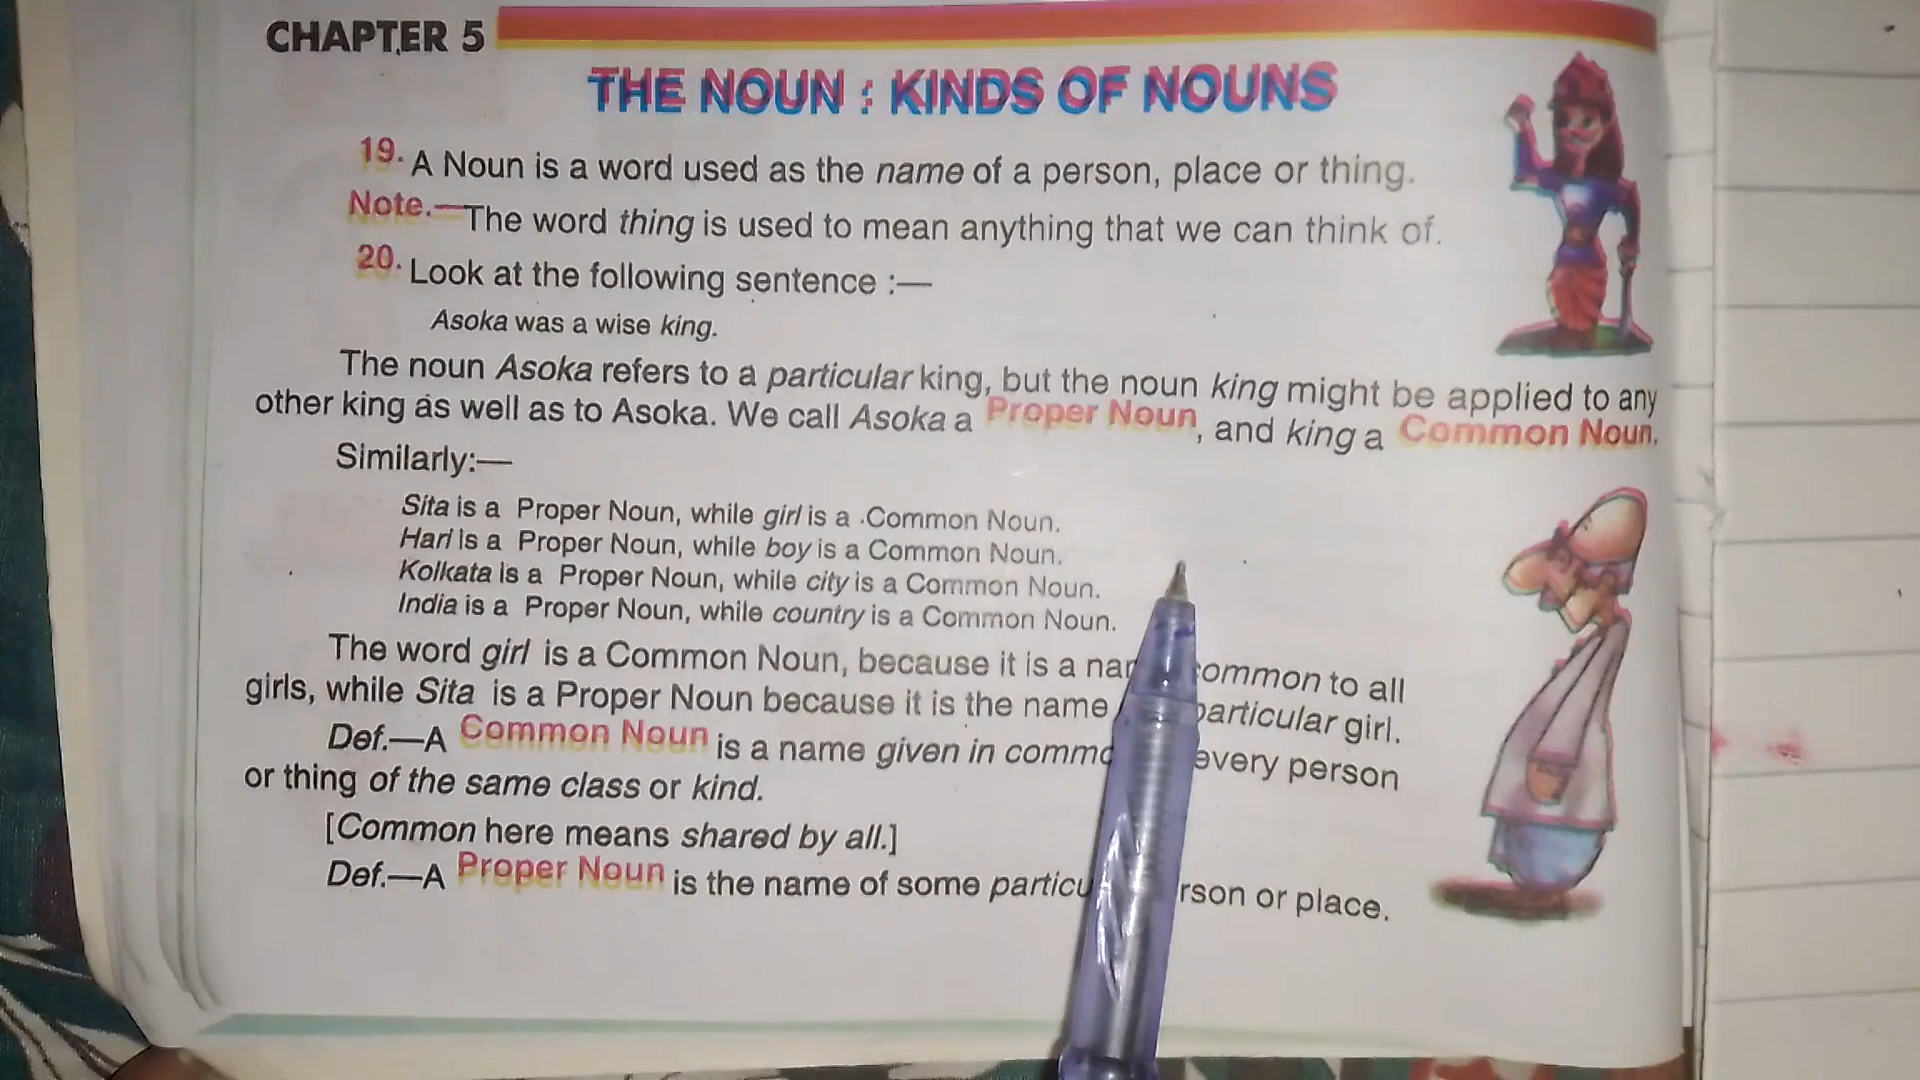 CHAPTER 5
THE NOUN : KINDS OF NOUNS
19. A Noun is a word used as the name of a person, place or thing.
Note.—The word thing is used to mean anything that we can think of.
20. Look at the following sentence :—
Asoka was a wise king.
The noun Asoka refers to a particular king, but the noun king might be applied to any
other king as well as to Asoka. We call Asoka a Proper Noun, and king a Common Noun.
Similarly:—
Sita is a Proper Noun, while girl is a Common Noun.
Hari is a Proper Noun, while boy is a Common Noun.
Kolkata is a Proper Noun, while city is a Common Noun.
India is a Proper Noun, while country is a Common Noun.
The word girl is a Common Noun, because it is a common to all
girls, while Sita is a Proper Noun because it is the name particular girl.
Def.—A Common Noun is a name given in every person
or thing of the same class or kind.
[Common here means shared by all.]
Def.—A Proper Noun is the name of some or place.